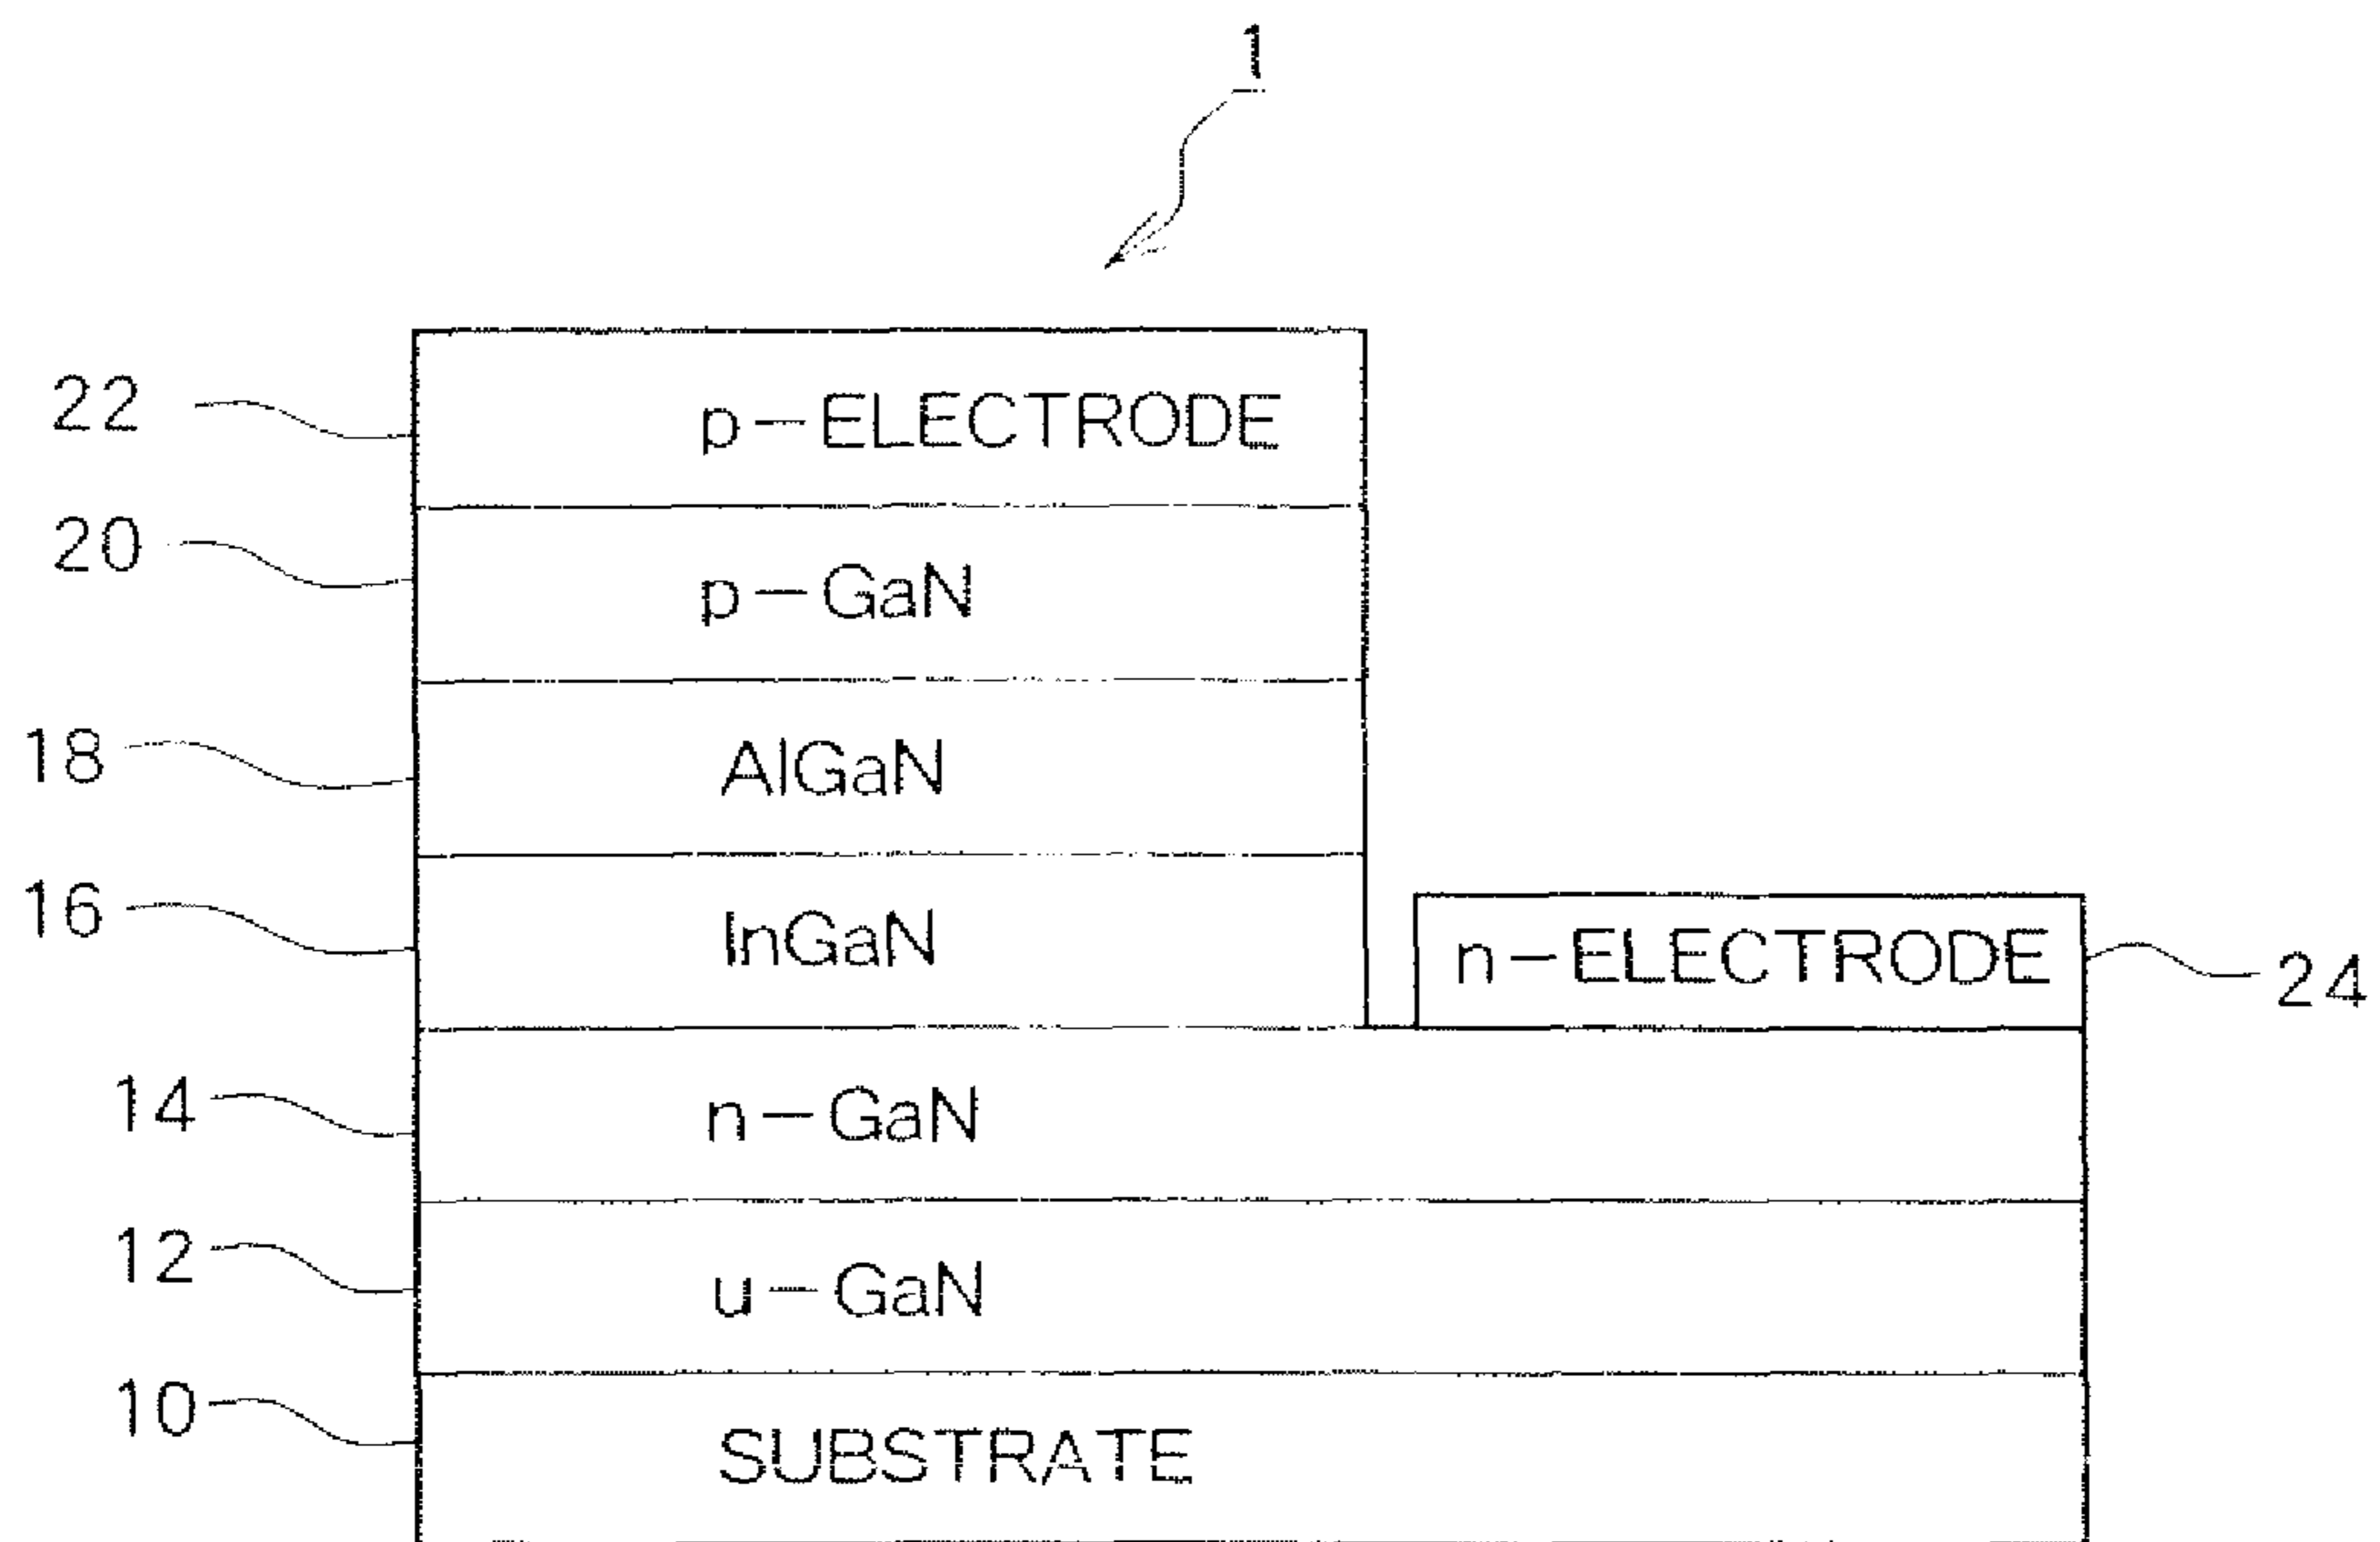 1
22 p-ELECTRODE
20 p-GaN
18 AlGaN
16 InGaN
n-ELECTRODE 24
14 n-GaN
12 u-GaN
10 SUBSTRATE